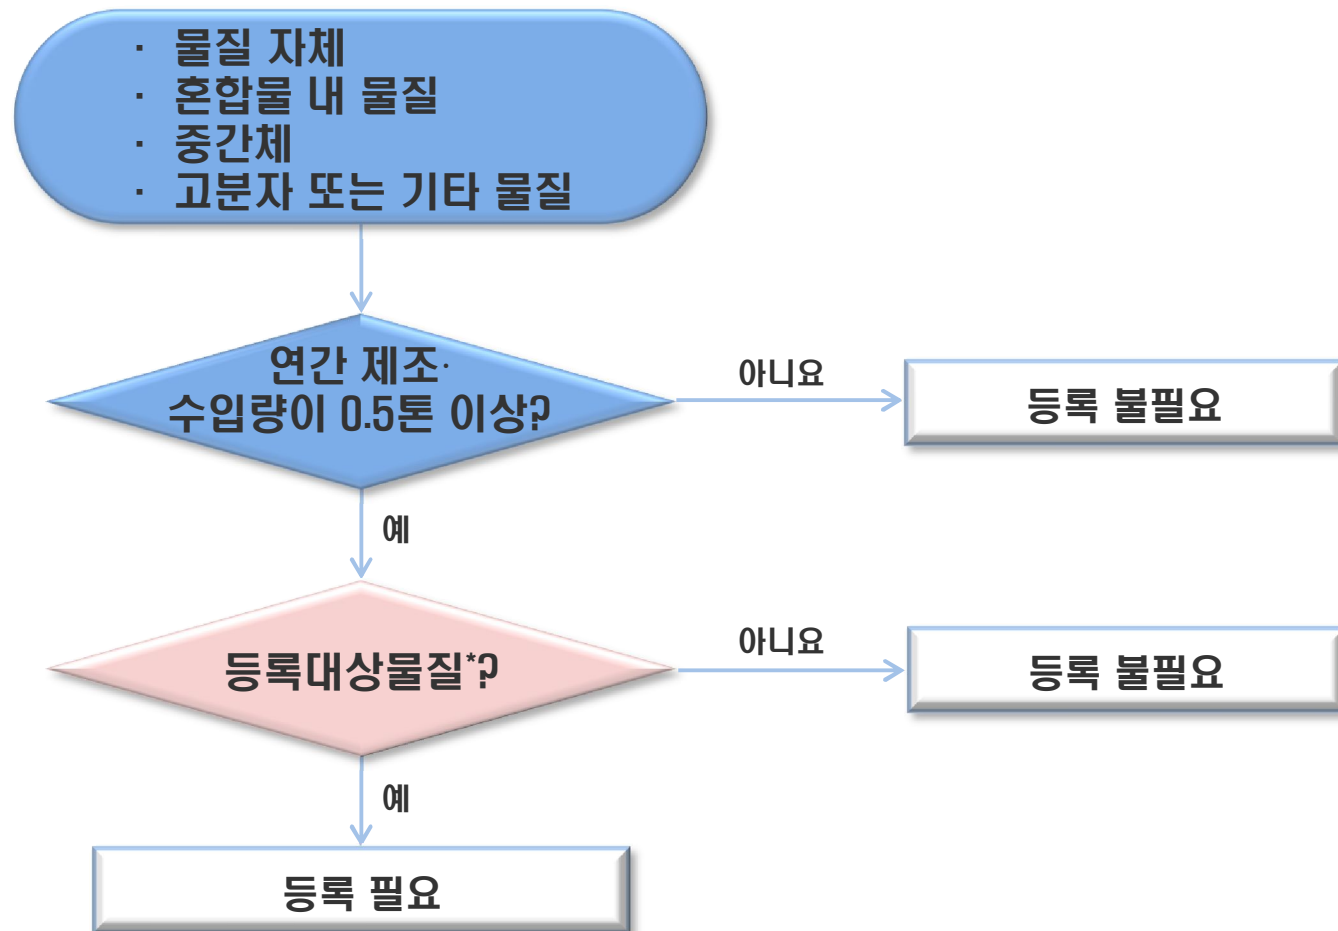 · 물질 자체
· 혼합물 내 물질
· 중간체
· 고분자 또는 기타 물질
연간 제조·
수입량이 0.5톤 이상?
아니요
등록 불필요
예
등록대상물질*?
아니요
등록 불필요
예
등록 필요